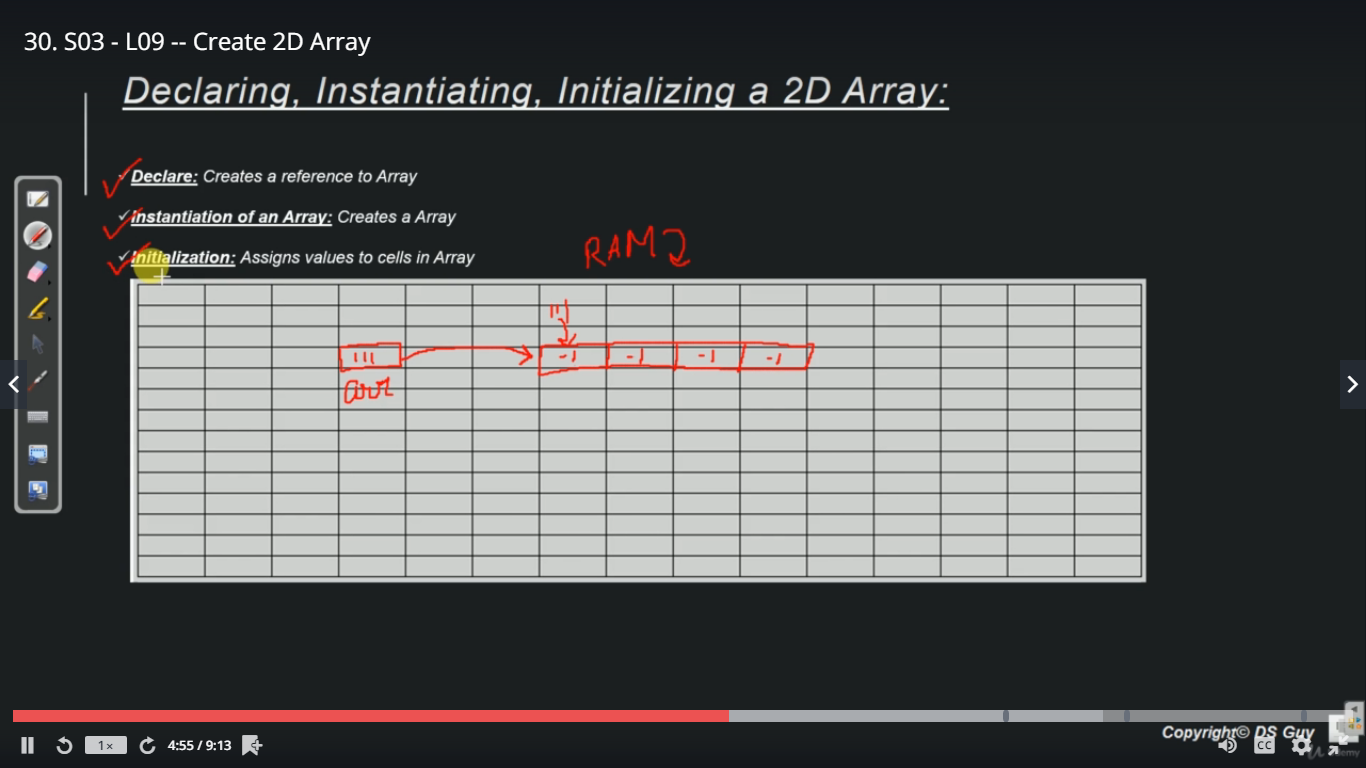 30. S03 - L09 -- Create 2D Array
Declaring, Instantiating, Initializing a 2D Array:
Declare: Creates a reference to Array
Instantiation of an Array: Creates a Array
Initialization: Assigns values to cells in Array
RAM
111
111 -1 -1 -1 -1
arr
1x
4:55 / 9:13
CC
Copyright© DS Guy